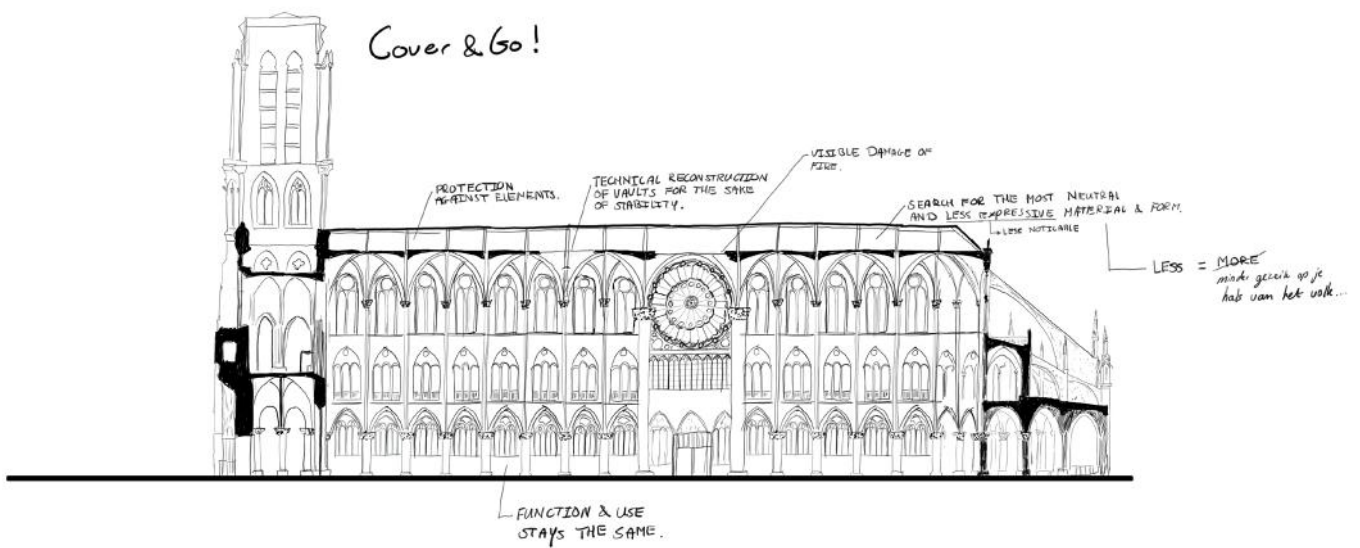 Cover & Go!
VISIBLE DAMAGE OF
FIRE.
PROTECTION
AGAINST ELEMENTS.
TECHNICAL RECONSTRUCTION
OF VAULTS FOR THE SAKE
OF STABILITY.
SEARCH FOR THE MOST NEUTRAL
AND LESS EXPRESSIVE MATERIAL & FORM.
↳ LESS NOTICABLE
LESS = MORE
minder gezeik op je
hals van het volk...
FUNCTION & USE
STAYS THE SAME.